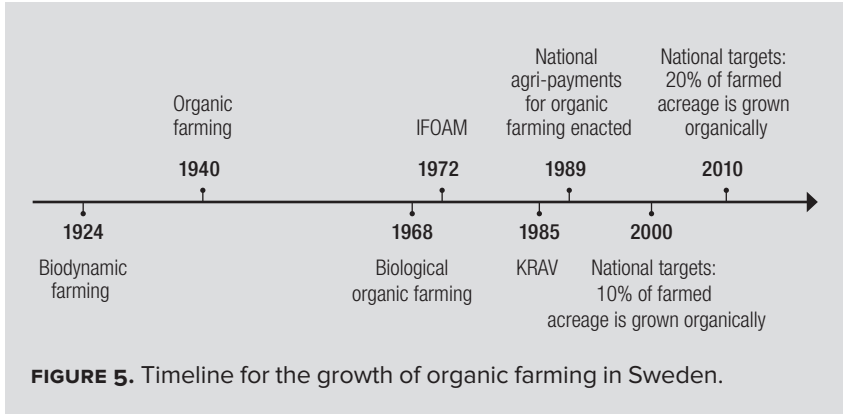 Organic
farming
1940
IFOAM
1972
National
agri-payments
for organic
farming enacted
1989
National targets:
20% of farmed
acreage is grown
organically
2010
1924
Biodynamic
farming
1968
Biological
organic farming
1985
KRAV
2000
National targets:
10% of farmed
acreage is grown organically
FIGURE 5. Timeline for the growth of organic farming in Sweden.